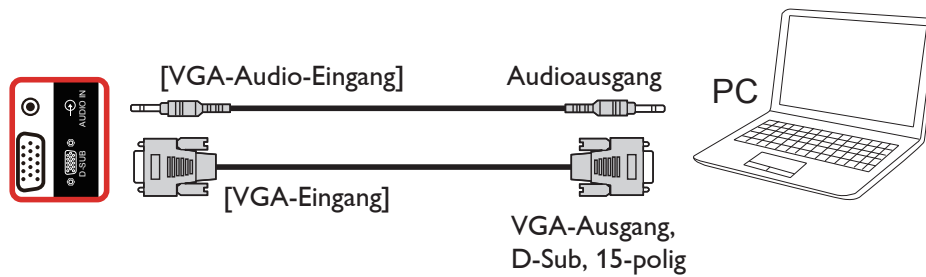 [VGA-Audio-Eingang]
Audioausgang
PC
AUDIO IN
D-SUB
[VGA-Eingang]
VGA-Ausgang,
D-Sub, 15-polig